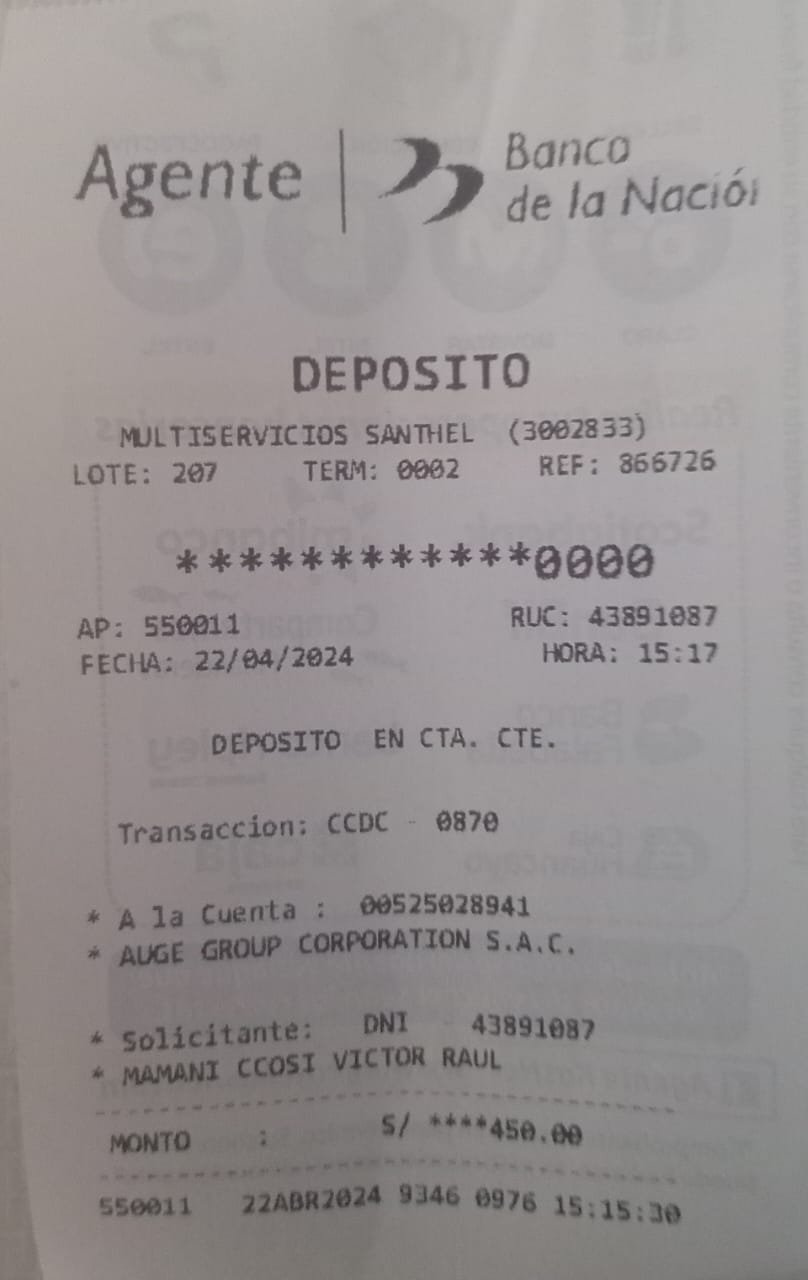 Agente
Banco
de la Nación
DEPOSITO
MULTISERVICIOS SANTHEL (3002833)
LOTE: 207 TERM: 0002 REF: 866726
************0000
AP: 550011 RUC: 43891087
FECHA: 22/04/2024 HORA: 15:17
DEPOSITO EN CTA. CTE.
Transaccion: CCDC - 0870
* A la Cuenta : 00525028941
* AUGE GROUP CORPORATION S.A.C.
* Solicitante: DNI 43891087
* MAMANI CCOSI VICTOR RAUL
MONTO : S/ ****450.00
550011 22ABR2024 9346 0976 15:15:30